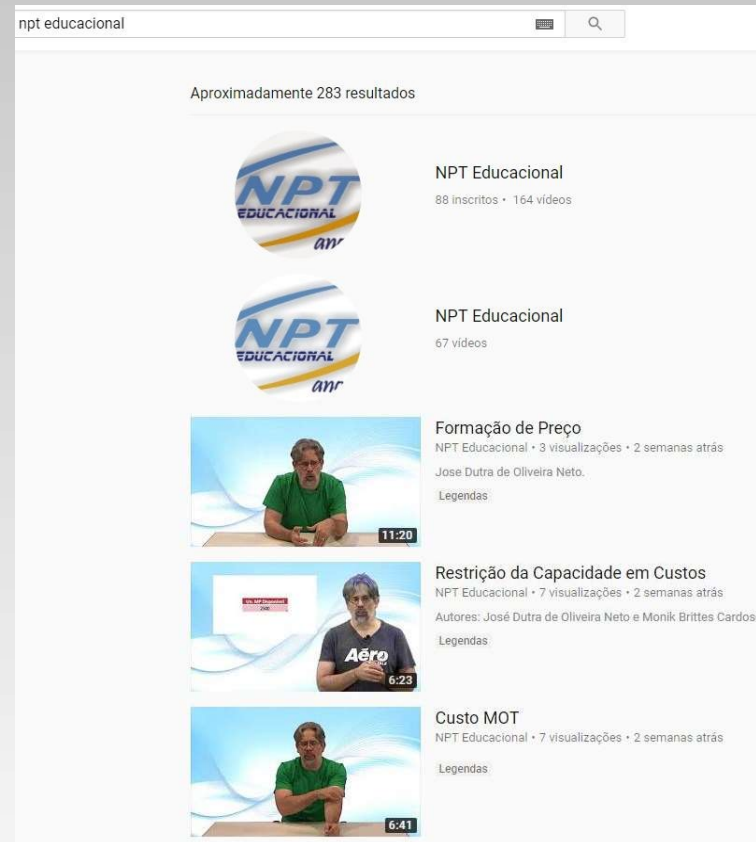 npt educacional
Aproximadamente 283 resultados
NPT
EDUCACIONAL
NPT Educacional
88 inscritos • 164 vídeos
NPT
EDUCACIONAL
NPT Educacional
67 vídeos
11:20
Formação de Preço
NPT Educacional • 3 visualizações • 2 semanas atrás
Jose Dutra de Oliveira Neto.
Legendas
Aêro
6:23
Restrição da Capacidade em Custos
NPT Educacional • 7 visualizações • 2 semanas atrás
Autores: José Dutra de Oliveira Neto e Monik Brittes Cardos
Legendas
6:41
Custo MOT
NPT Educacional • 7 visualizações • 2 semanas atrás
Legendas